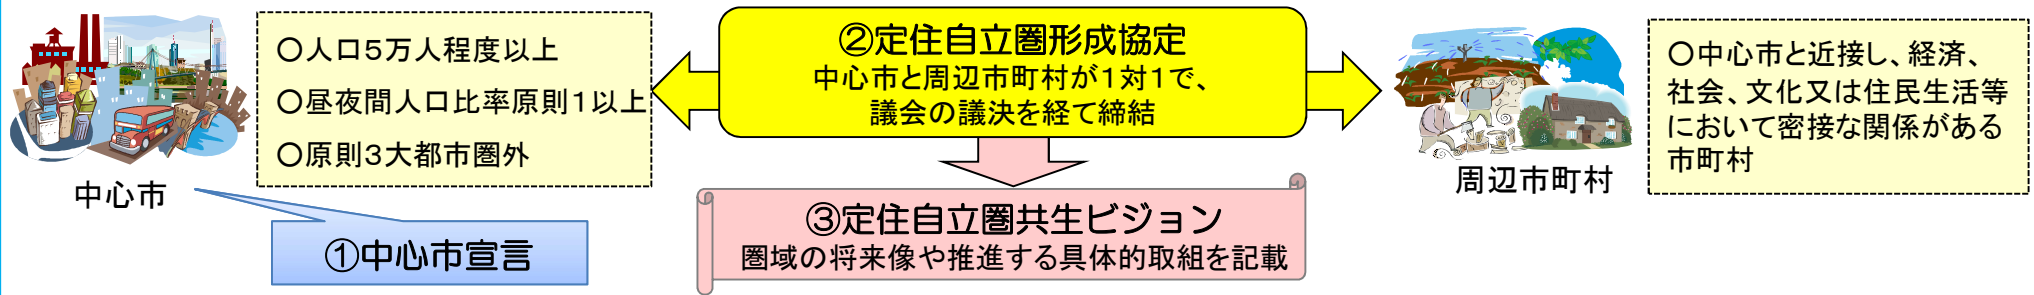 ○人口5万人程度以上
○昼夜間人口比率原則1以上
○原則3大都市圏外
中心市
①中心市宣言
②定住自立圏形成協定
中心市と周辺市町村が1対1で、
議会の議決を経て締結
③定住自立圏共生ビジョン
圏域の将来像や推進する具体的取組を記載
周辺市町村
○中心市と近接し、経済、
社会、文化又は住民生活等
において密接な関係がある
市町村